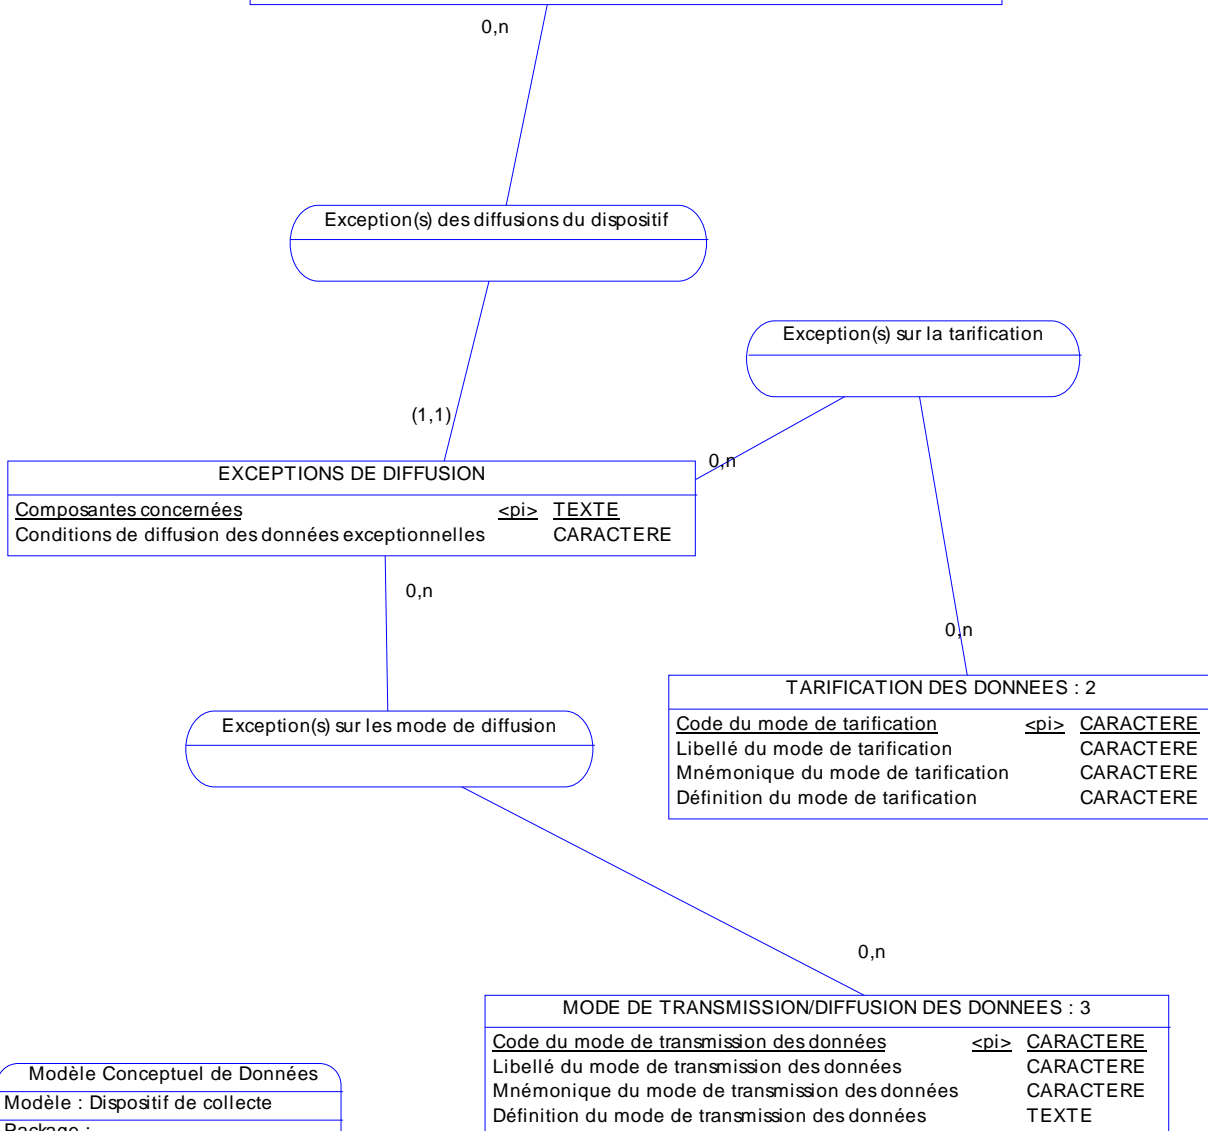 0,n
Exception(s) des diffusions du dispositif
Exception(s) sur la tarification
(1,1)
0,n
EXCEPTIONS DE DIFFUSION
Composantes concernées <pi> TEXTE
Conditions de diffusion des données exceptionnelles CARACTERE
0,n
0,n
TARIFICATION DES DONNEES : 2
Code du mode de tarification <pi> CARACTERE
Libellé du mode de tarification CARACTERE
Mnémonique du mode de tarification CARACTERE
Définition du mode de tarification CARACTERE
Exception(s) sur les mode de diffusion
0,n
MODE DE TRANSMISSION/DIFFUSION DES DONNEES : 3
Code du mode de transmission des données <pi> CARACTERE
Libellé du mode de transmission des données CARACTERE
Mnémonique du mode de transmission des données CARACTERE
Définition du mode de transmission des données TEXTE
Modèle Conceptuel de Données
Modèle : Dispositif de collecte
Package :